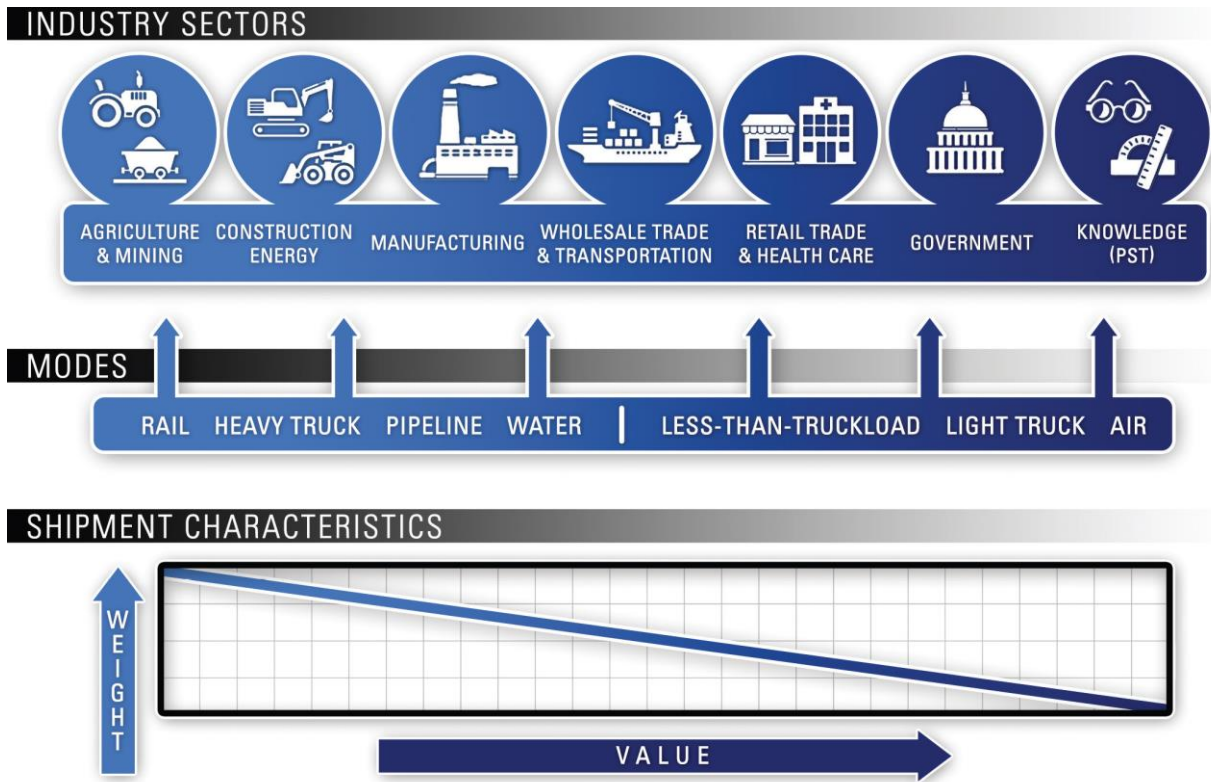 INDUSTRY SECTORS
AGRICULTURE
& MINING
CONSTRUCTION
ENERGY
MANUFACTURING
WHOLESALE TRADE
& TRANSPORTATION
RETAIL TRADE
& HEALTH CARE
GOVERNMENT
KNOWLEDGE
(PST)
MODES
RAIL HEAVY TRUCK PIPELINE WATER | LESS-THAN-TRUCKLOAD LIGHT TRUCK AIR
SHIPMENT CHARACTERISTICS
WEIGHT
VALUE